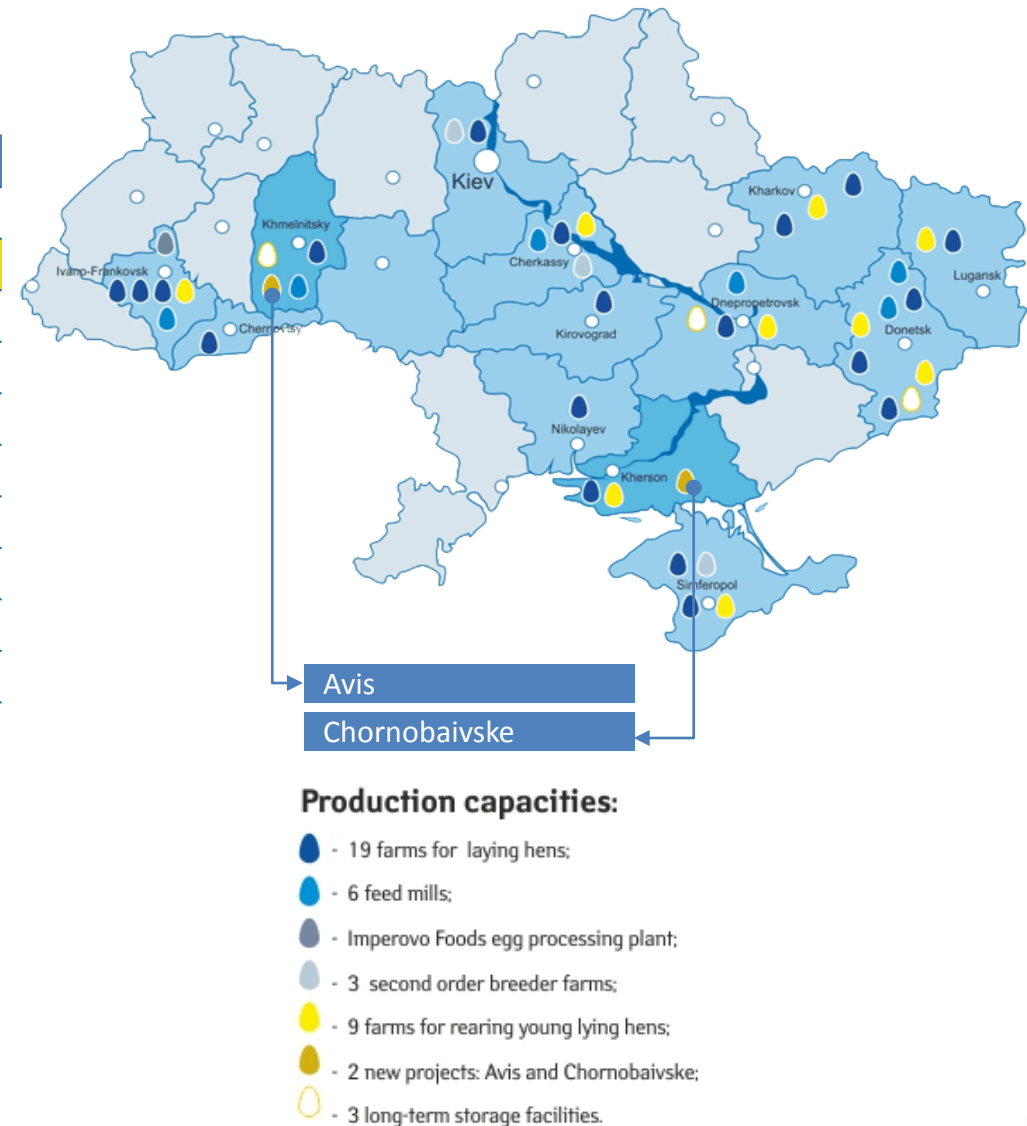 Kiev
Kharkov
Khmelnitsky
Cherkassy
Ivano-Frankovsk
Lugansk
Dnepropetrovsk
Chernovtsy
Kirovograd
Donetsk
Nikolayev
Kherson
Simferopol
Avis
Chornobaivske
Production capacities:
- 19 farms for laying hens;
- 6 feed mills;
- Imperovo Foods egg processing plant;
- 3 second order breeder farms;
- 9 farms for rearing young lying hens;
- 2 new projects: Avis and Chornobaivske;
- 3 long-term storage facilities.